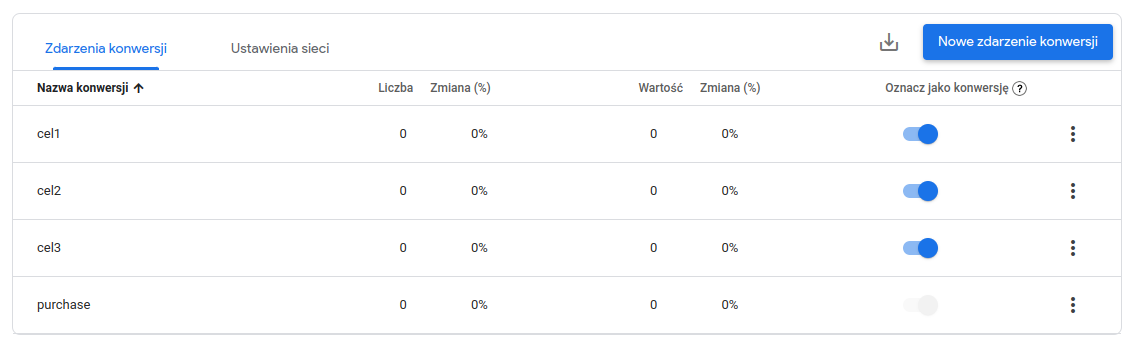 Zdarzenia konwersji Ustawienia sieci Nowe zdarzenie konwersji
Nazwa konwersji Liczba Zmiana (%) Wartość Zmiana (%) Oznacz jako konwersję ?
cel1 0 0% 0 0%
cel2 0 0% 0 0%
cel3 0 0% 0 0%
purchase 0 0% 0 0%